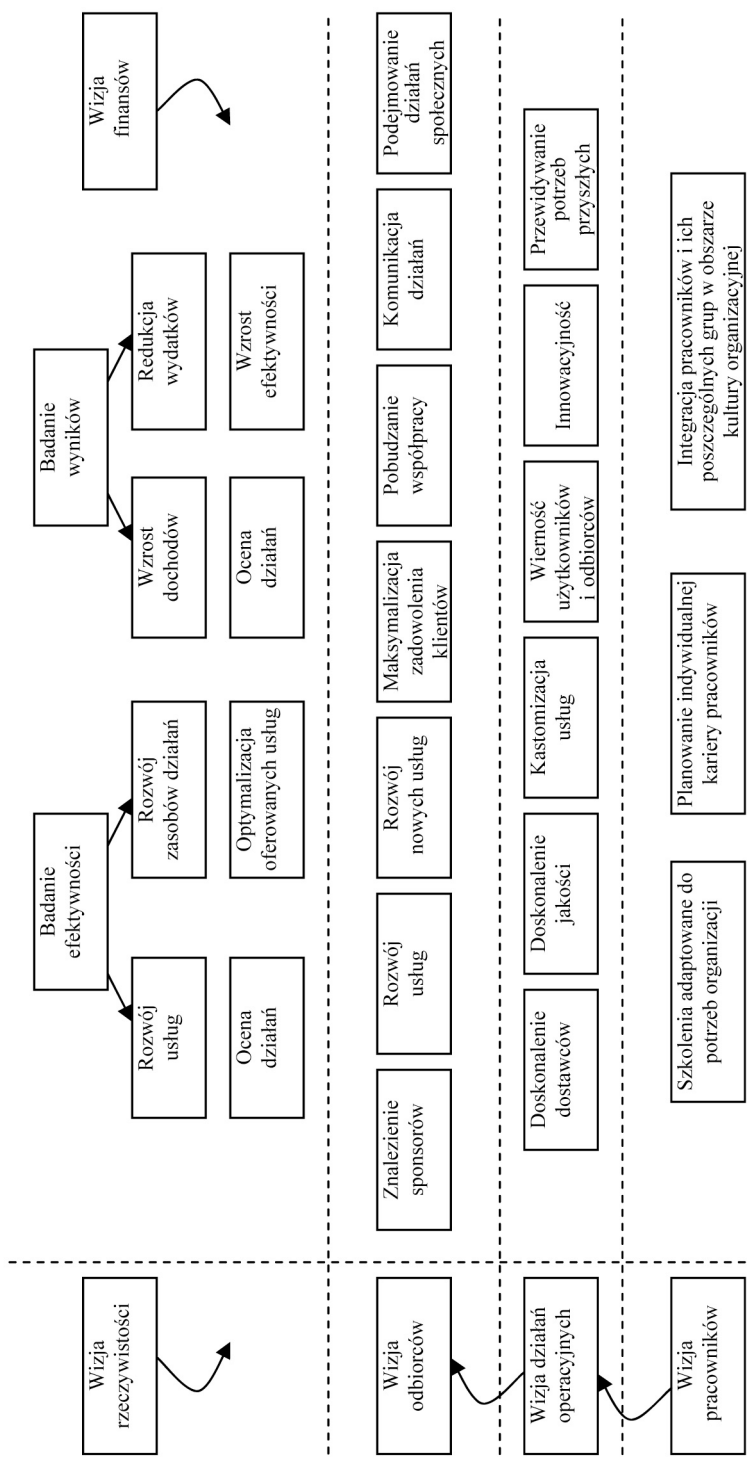 Wizja
rzeczywistości
Badanie
efektywności
Badanie
wyników
Wizja
finansów
Rozwój
usług
Rozwój
zasobów działań
Wzrost
dochodów
Redukcja
wydatków
Ocena
działań
Optymalizacja
oferowanych usług
Ocena
działań
Wzrost
efektywności
Wizja
odbiorców
Znalezienie
sponsorów
Rozwój
usług
Rozwój
nowych usług
Maksymalizacja
zadowolenia
klientów
Pobudzanie
współpracy
Komunikacja
działań
Podejmowanie
działań
społecznych
Wizja działań
operacyjnych
Doskonalenie
dostawców
Doskonalenie
jakości
Kastomizacja
usług
Wierność
użytkowników
i odbiorców
Innowacyjność
Przewidywanie
potrzeb
przyszłych
Wizja
pracowników
Szkolenia adaptowane do
potrzeb organizacji
Planowanie indywidualnej
kariery pracowników
Integracja pracowników i ich
poszczególnych grup w obszarze
kultury organizacyjnej